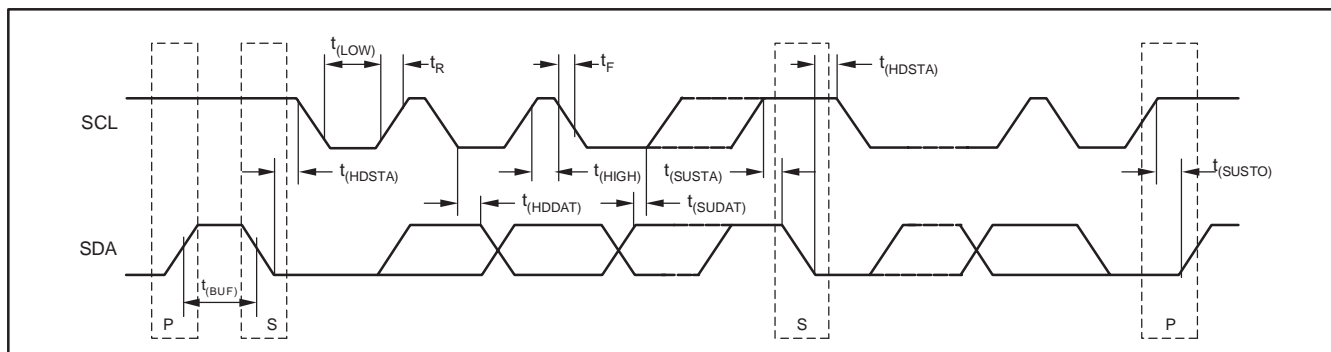 t(LOW)
tR
tF
t(HDSTA)
SCL
t(HDSTA)
t(HIGH)
t(SUSTA)
t(SUSTO)
t(HDDAT)
t(SUDAT)
SDA
t(BUF)
P
S
S
P